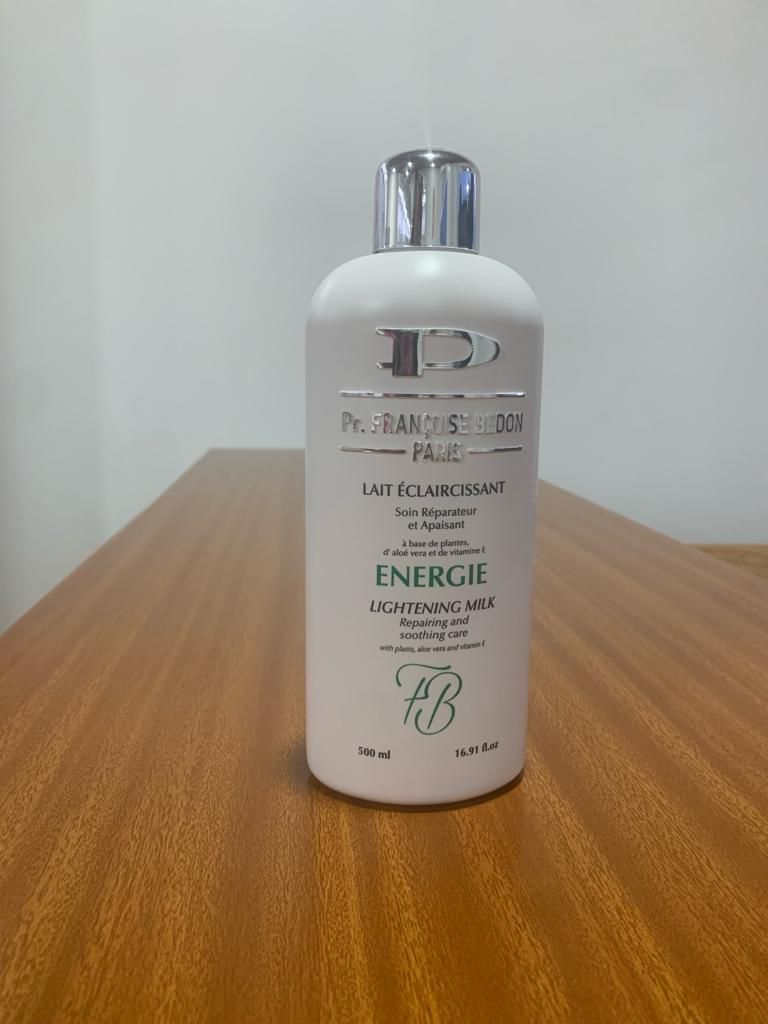 P
Pr. FRANÇOISE BEDON
PARIS
LAIT ÉCLAIRCISSANT
Soin Réparateur
et Apaisant
à base de plantes,
d'aloé vera et de vitamine E
ENERGIE
LIGHTENING MILK
Repairing and
soothing care
with plants, aloe vera and vitamin E
FB
500 ml 16.91 fl.oz